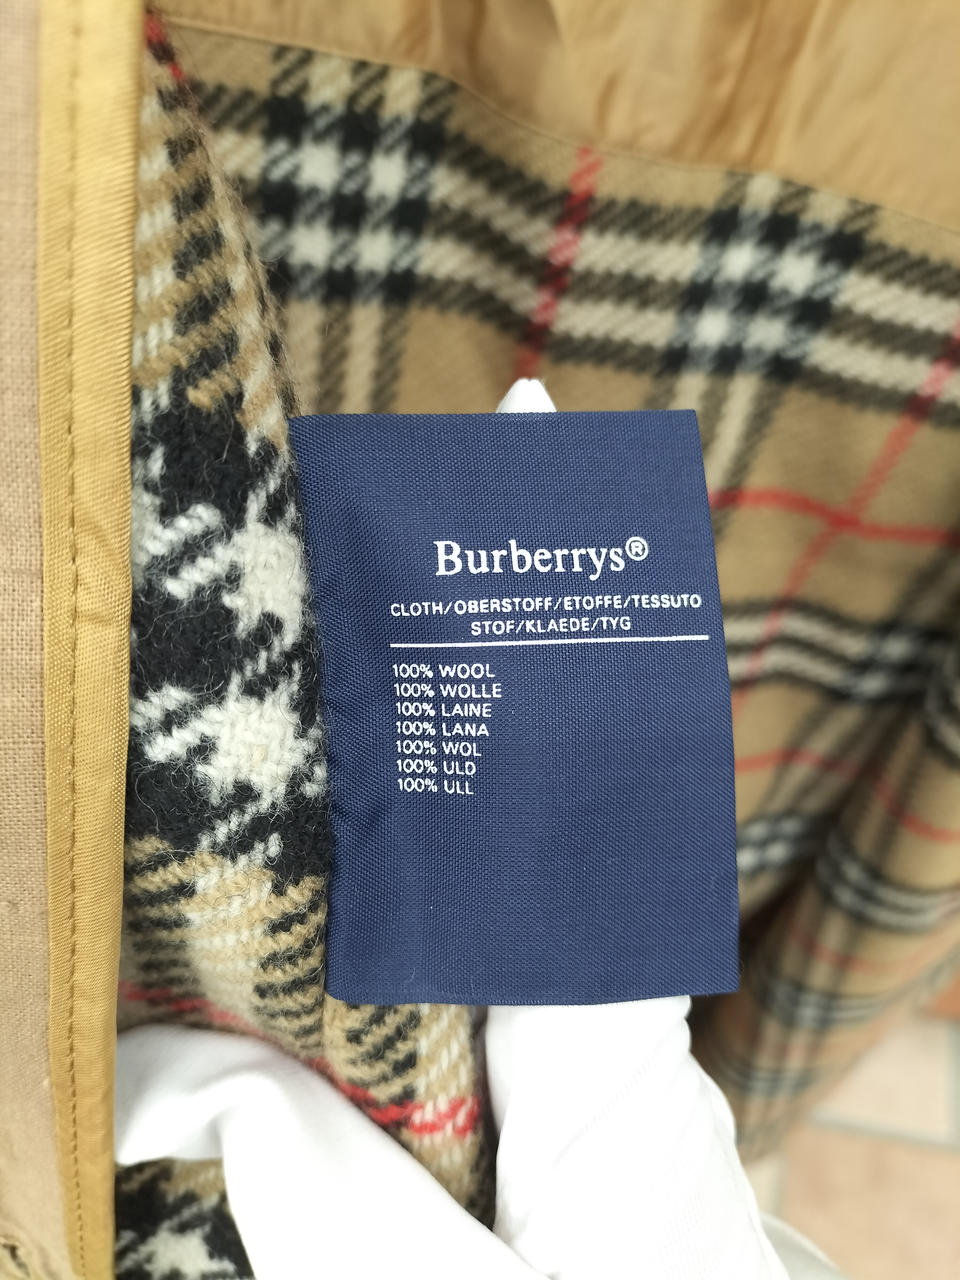 Burberrys®
CLOTH/OBERSTOFF/ETOFFE/TESSUTO
STOF/KLAEDE/TYG
100% WOOL
100% WOLLE
100% LAINE
100% LANA
100% WOL
100% ULD
100% ULL